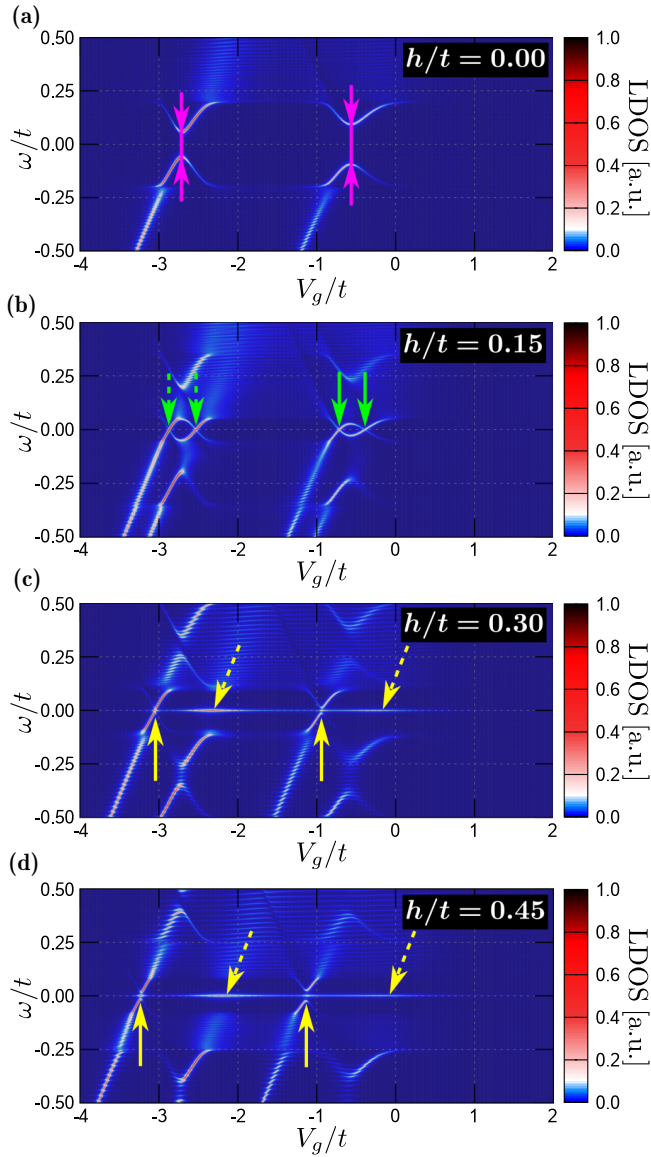 (a)
0.50
0.25
0.00
-0.25
-0.50
ω/t
h/t = 0.00
-4 -3 -2 -1 0 1 2
V_g/t
1.0
0.8
0.6
0.4
0.2
0.0
LDOS [a.u.]
(b)
0.50
0.25
0.00
-0.25
-0.50
ω/t
h/t = 0.15
-4 -3 -2 -1 0 1 2
V_g/t
1.0
0.8
0.6
0.4
0.2
0.0
LDOS [a.u.]
(c)
0.50
0.25
0.00
-0.25
-0.50
ω/t
h/t = 0.30
-4 -3 -2 -1 0 1 2
V_g/t
1.0
0.8
0.6
0.4
0.2
0.0
LDOS [a.u.]
(d)
0.50
0.25
0.00
-0.25
-0.50
ω/t
h/t = 0.45
-4 -3 -2 -1 0 1 2
V_g/t
1.0
0.8
0.6
0.4
0.2
0.0
LDOS [a.u.]